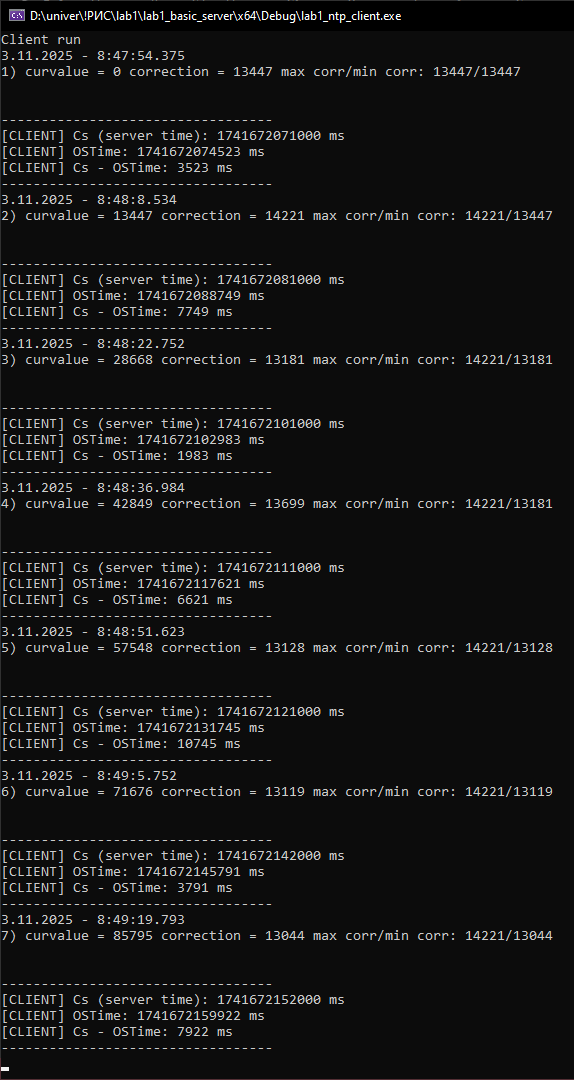 D:\univer\!РИС\lab1\lab1_basic_server\x64\Debug\lab1_ntp_client.exe
Client run
3.11.2025 - 8:47:54.375
1) curvalue = 0 correction = 13447 max corr/min corr: 13447/13447
----------------------------------
[CLIENT] Cs (server time): 1741672071000 ms
[CLIENT] OSTime: 1741672074523 ms
[CLIENT] Cs - OSTime: 3523 ms
----------------------------------
3.11.2025 - 8:48:8.534
2) curvalue = 13447 correction = 14221 max corr/min corr: 14221/13447
----------------------------------
[CLIENT] Cs (server time): 1741672081000 ms
[CLIENT] OSTime: 1741672088749 ms
[CLIENT] Cs - OSTime: 7749 ms
----------------------------------
3.11.2025 - 8:48:22.752
3) curvalue = 28668 correction = 13181 max corr/min corr: 14221/13181
----------------------------------
[CLIENT] Cs (server time): 1741672101000 ms
[CLIENT] OSTime: 1741672102983 ms
[CLIENT] Cs - OSTime: 1983 ms
----------------------------------
3.11.2025 - 8:48:36.984
4) curvalue = 42849 correction = 13699 max corr/min corr: 14221/13181
----------------------------------
[CLIENT] Cs (server time): 1741672111000 ms
[CLIENT] OSTime: 1741672117621 ms
[CLIENT] Cs - OSTime: 6621 ms
----------------------------------
3.11.2025 - 8:48:51.623
5) curvalue = 57548 correction = 13128 max corr/min corr: 14221/13128
----------------------------------
[CLIENT] Cs (server time): 1741672121000 ms
[CLIENT] OSTime: 1741672131745 ms
[CLIENT] Cs - OSTime: 10745 ms
----------------------------------
3.11.2025 - 8:49:5.752
6) curvalue = 71676 correction = 13119 max corr/min corr: 14221/13119
----------------------------------
[CLIENT] Cs (server time): 1741672142000 ms
[CLIENT] OSTime: 1741672145791 ms
[CLIENT] Cs - OSTime: 3791 ms
----------------------------------
3.11.2025 - 8:49:19.793
7) curvalue = 85795 correction = 13044 max corr/min corr: 14221/13044
----------------------------------
[CLIENT] Cs (server time): 1741672152000 ms
[CLIENT] OSTime: 1741672159922 ms
[CLIENT] Cs - OSTime: 7922 ms
----------------------------------